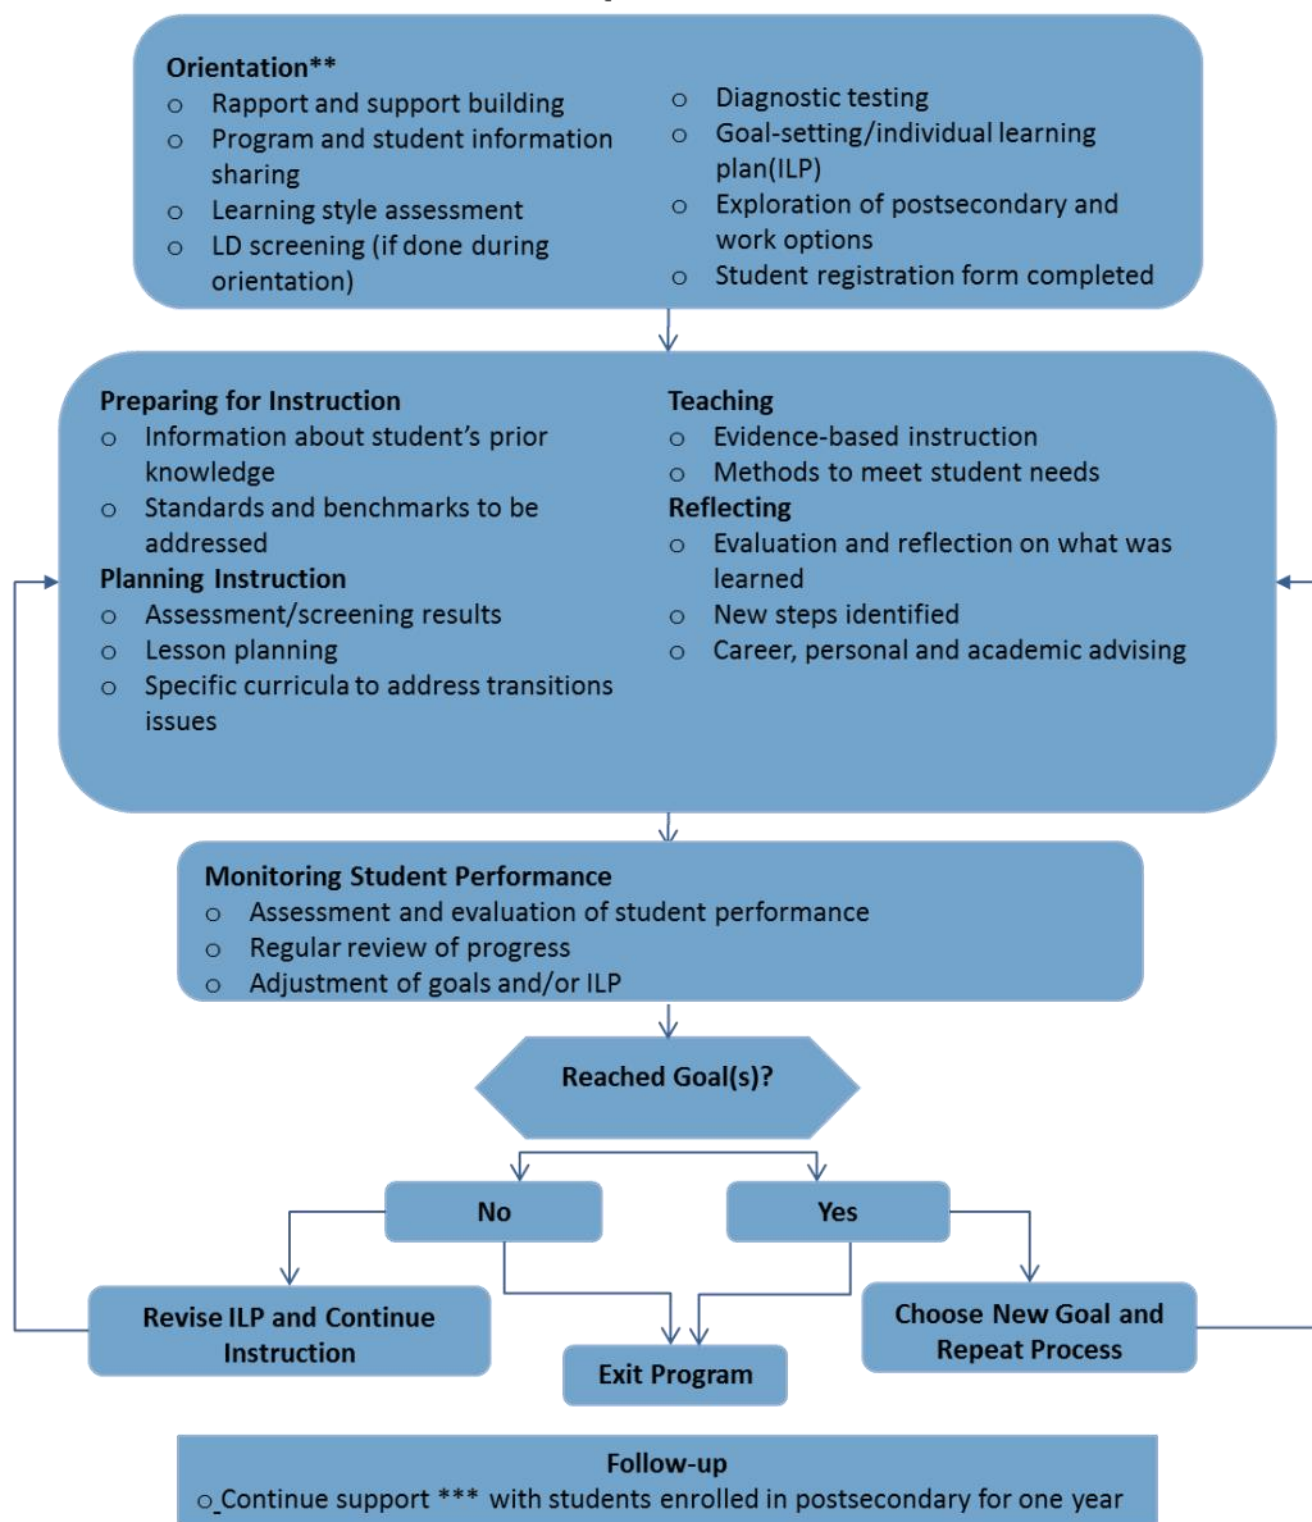 Orientation**
o Rapport and support building
o Program and student information
sharing
o Learning style assessment
o LD screening (if done during
orientation)
o Diagnostic testing
o Goal-setting/individual learning
plan(ILP)
o Exploration of postsecondary and
work options
o Student registration form completed
Preparing for Instruction
o Information about student’s prior
knowledge
o Standards and benchmarks to be
addressed
Planning Instruction
o Assessment/screening results
o Lesson planning
o Specific curricula to address transitions
issues
Teaching
o Evidence-based instruction
o Methods to meet student needs
Reflecting
o Evaluation and reflection on what was
learned
o New steps identified
o Career, personal and academic advising
Monitoring Student Performance
o Assessment and evaluation of student performance
o Regular review of progress
o Adjustment of goals and/or ILP
Reached Goal(s)?
No
Yes
Revise ILP and Continue
Instruction
Exit Program
Choose New Goal and
Repeat Process
Follow-up
o Continue support *** with students enrolled in postsecondary for one year